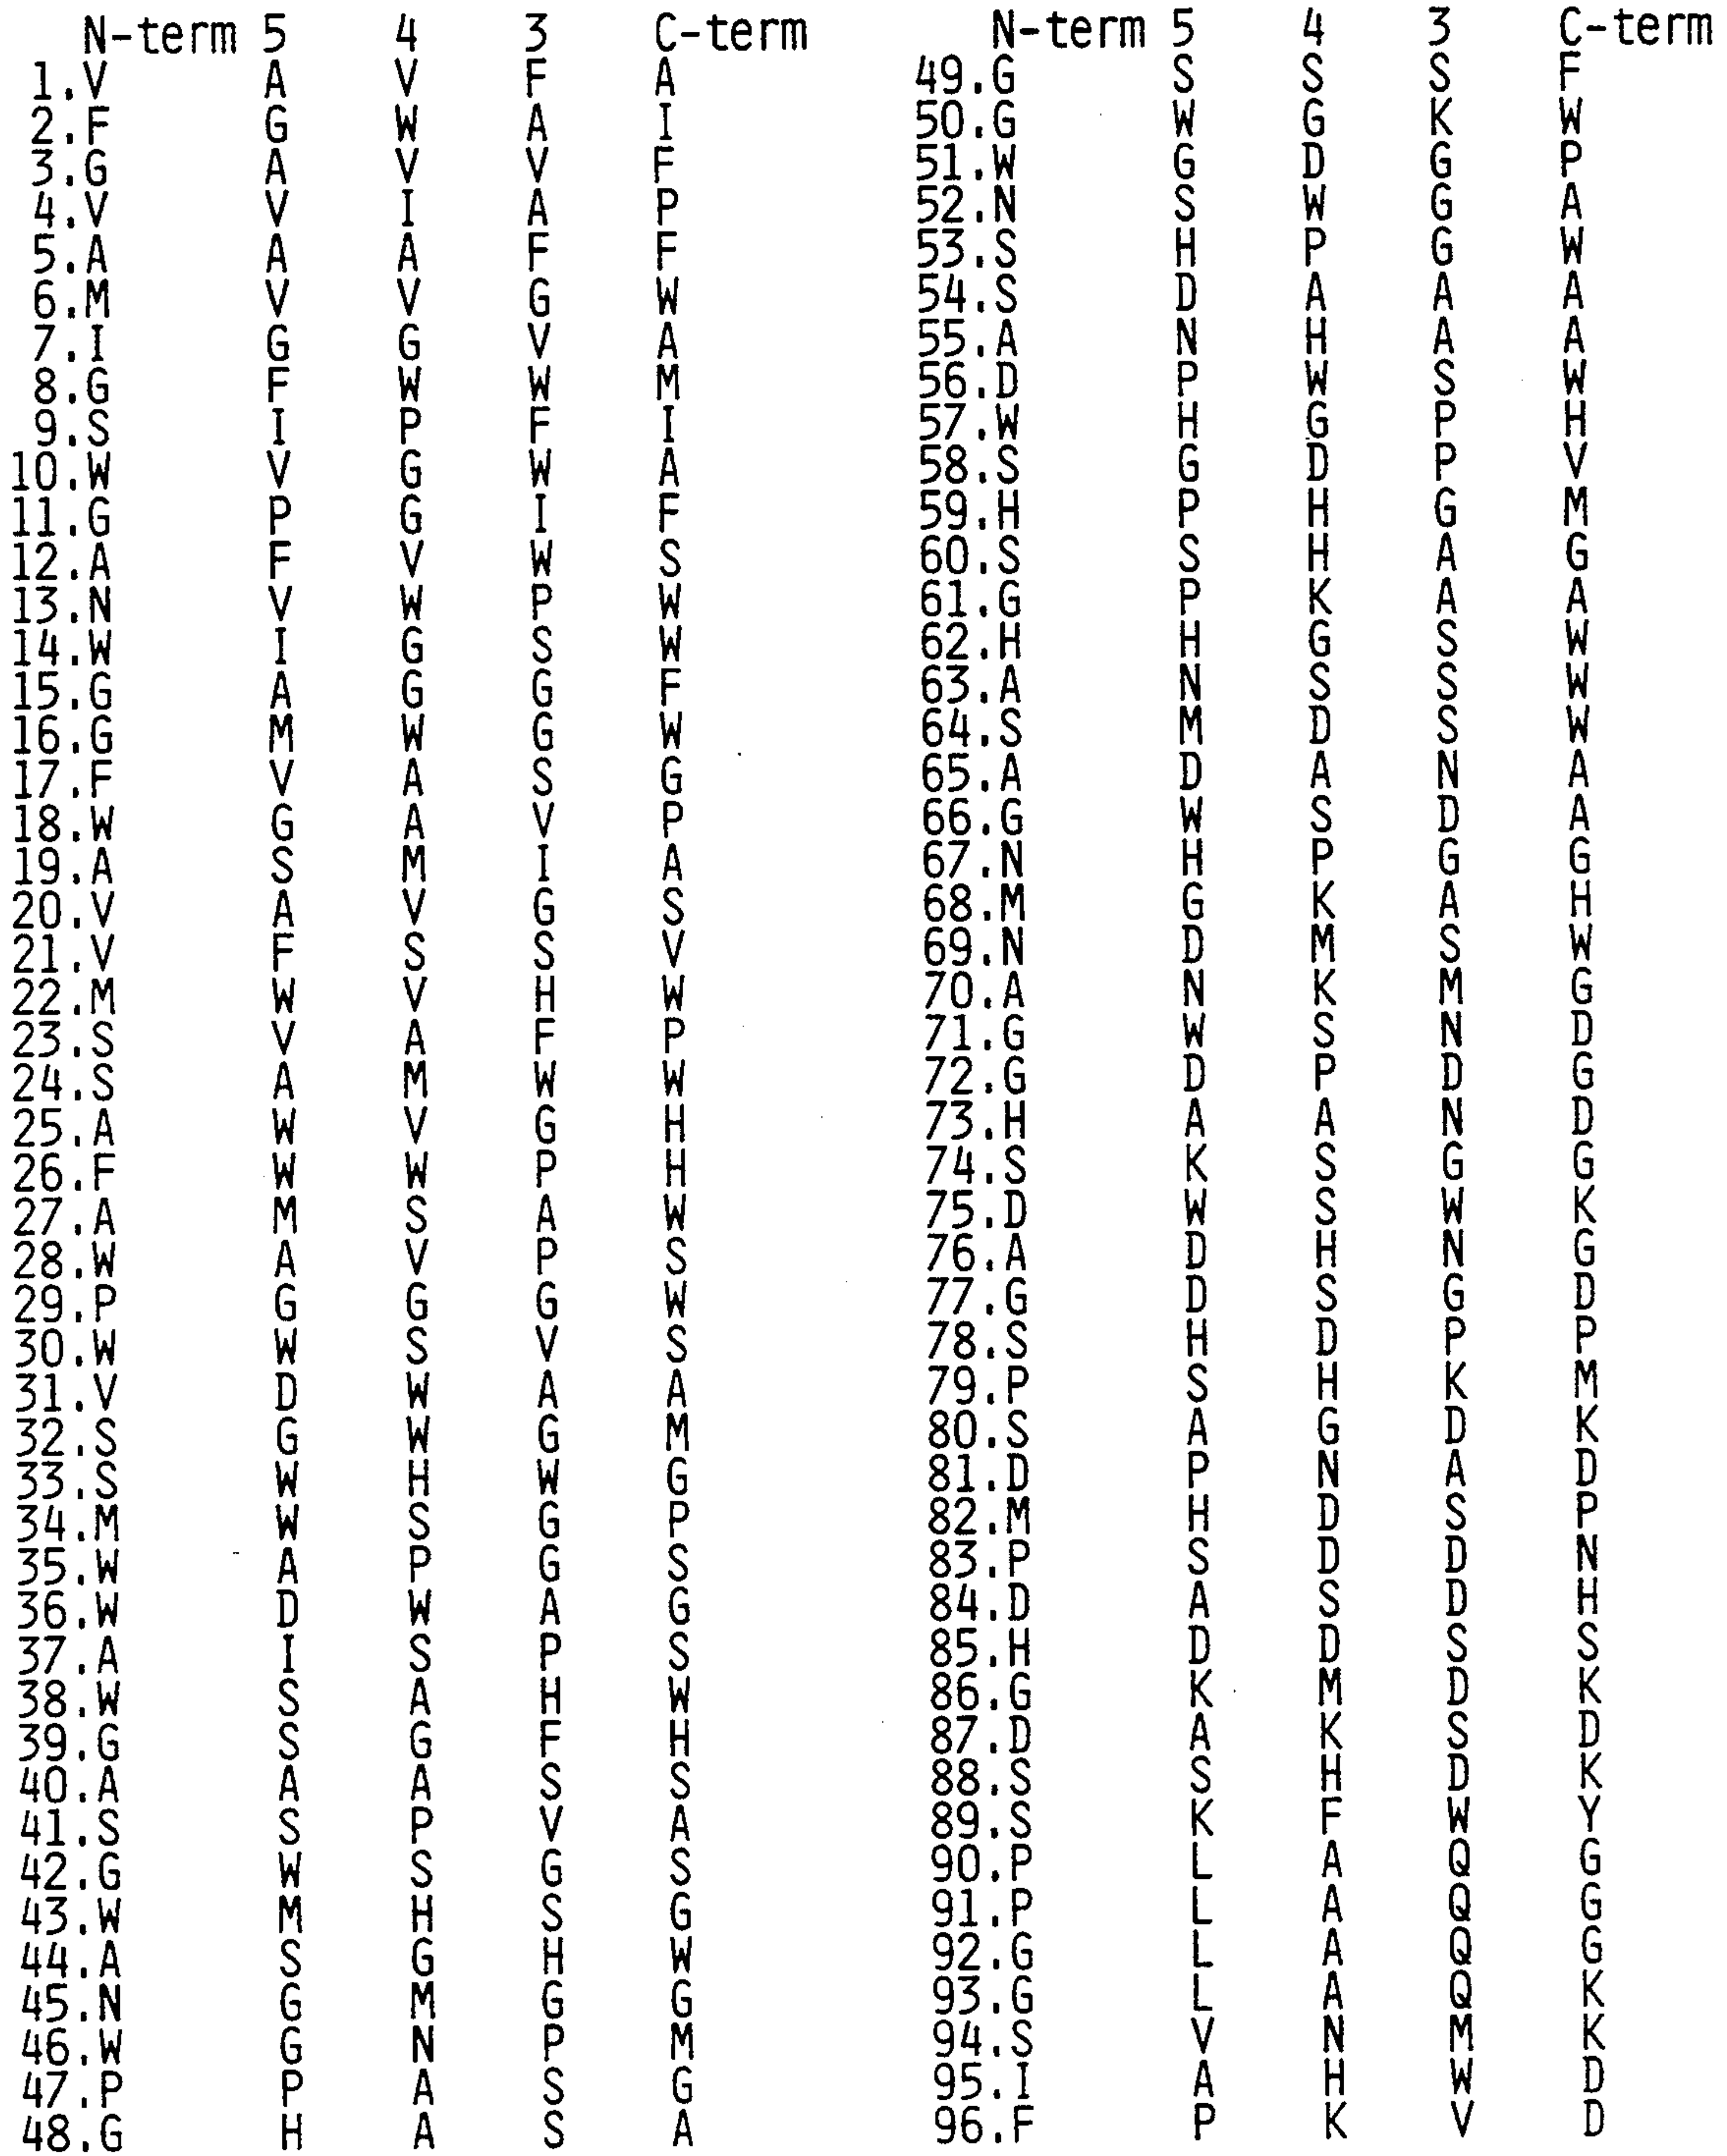 N-term 5 4 3 C-term
1.V A V F A
2.F G W A I
3.G A V V F
4.V V I A P
5.A A A F F
6.M V V G W
7.I G G V A
8.G F W W M
9.S I P F I
10.W V G W A
11.G P G I F
12.A F V W S
13.N V W P W
14.W I G S W
15.G A G G F
16.G M W G W
17.F V A S G
18.W G A V P
19.A S M I A
20.V A V G S
21.V F S S V
22.M W V H W
23.S V A F P
24.S A M W W
25.A W V G H
26.F W W P H
27.A M S A W
28.W A V P S
29.P G G G W
30.W W S V S
31.V D W A A
32.S G W G M
33.S W H W G
34.M W S G P
35.W A P G S
36.W D W A G
37.A I S P S
38.W S A H W
39.G S G F H
40.A A A S S
41.S S P V A
42.G W S G S
43.W M H S G
44.A S G H W
45.N G M G G
46.W G N P M
47.P P A S G
48.G H A S A
N-term 5 4 3 C-term
49.G S S S F
50.G W G K W
51.W G D G P
52.N S W G A
53.S H P G W
54.S D A A A
55.A N H A A
56.D P W S W
57.W H G P H
58.S G D P V
59.H P H G M
60.S S H A G
61.G P K A A
62.H H G S W
63.A N S S W
64.S M D S W
65.A D A N A
66.G W S D A
67.N H P G G
68.M G K A H
69.N D M S W
70.A N K M G
71.G W S N D
72.G D P D G
73.H A A N D
74.S K S G G
75.D W S W K
76.A D H N G
77.G D S G D
78.S H D P P
79.P S H K M
80.S A G D K
81.D P N A D
82.M H D S P
83.P S D D N
84.D A S D H
85.H D D S S
86.G K M D K
87.D A K S D
88.S S H D K
89.S K F W Y
90.P L A Q G
91.P L A Q G
92.G L A Q G
93.G L A Q K
94.S V N M K
95.I A H W D
96.F P K V D